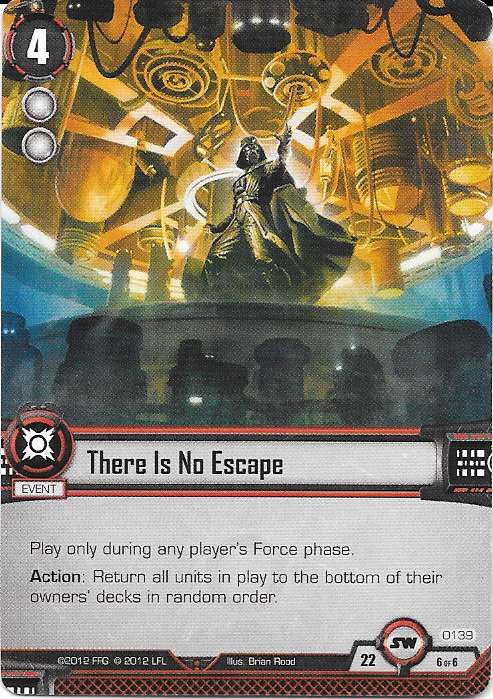 4
There Is No Escape
EVENT
Play only during any player's Force phase.
Action: Return all units in play to the bottom of their
owners' decks in random order.
©2012 FFG © 2012 LFL
Illus. Brian Rood
22
SW
0139
6 OF 6